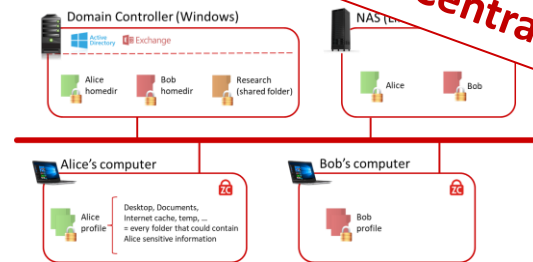 Domain Controller (Windows)
Active
Directory
Exchange
Alice
homedir
Bob
homedir
Research
(shared folder)
NAS
Alice
Bob
Alice's computer
ZC
Alice
profile
Desktop, Documents,
Internet cache, temp, ...
= every folder that could contain
Alice sensitive information
Bob's computer
ZC
Bob
profile